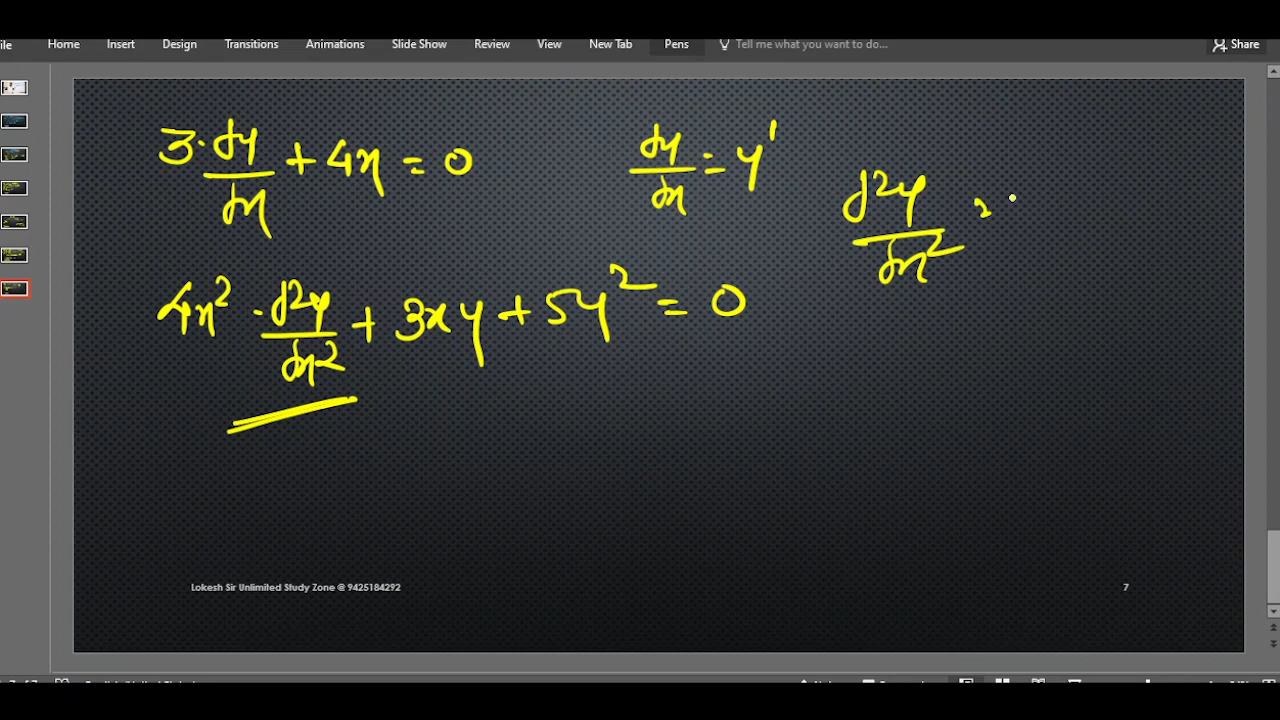 File Home Insert Design Transitions Animations Slide Show Review View New Tab Pens Tell me what you want to do... Share
3·dy/dx + 4x = 0
dy/dx = y'
d2y/dx2 =
4x2 · d2y/dx2 + 3xy + 5y2 = 0
Lokesh Sir Unlimited Study Zone @ 9425184292
7